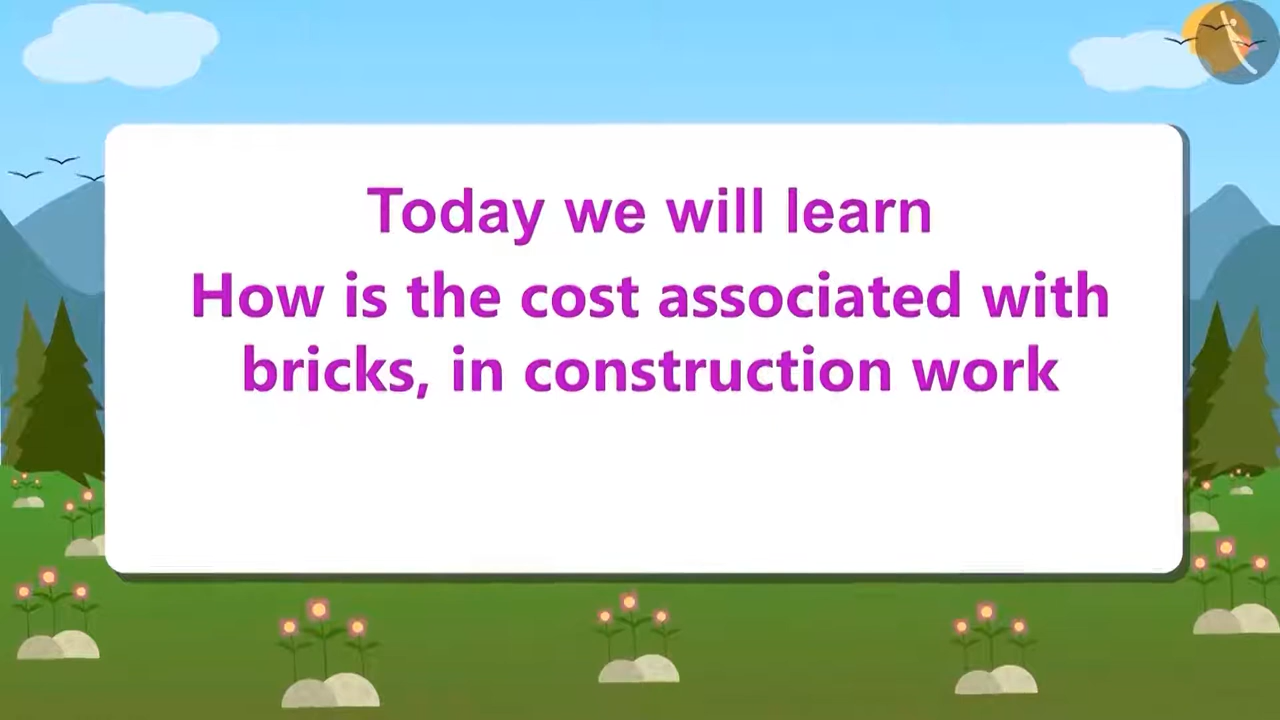 Today we will learn
How is the cost associated with
bricks, in construction work